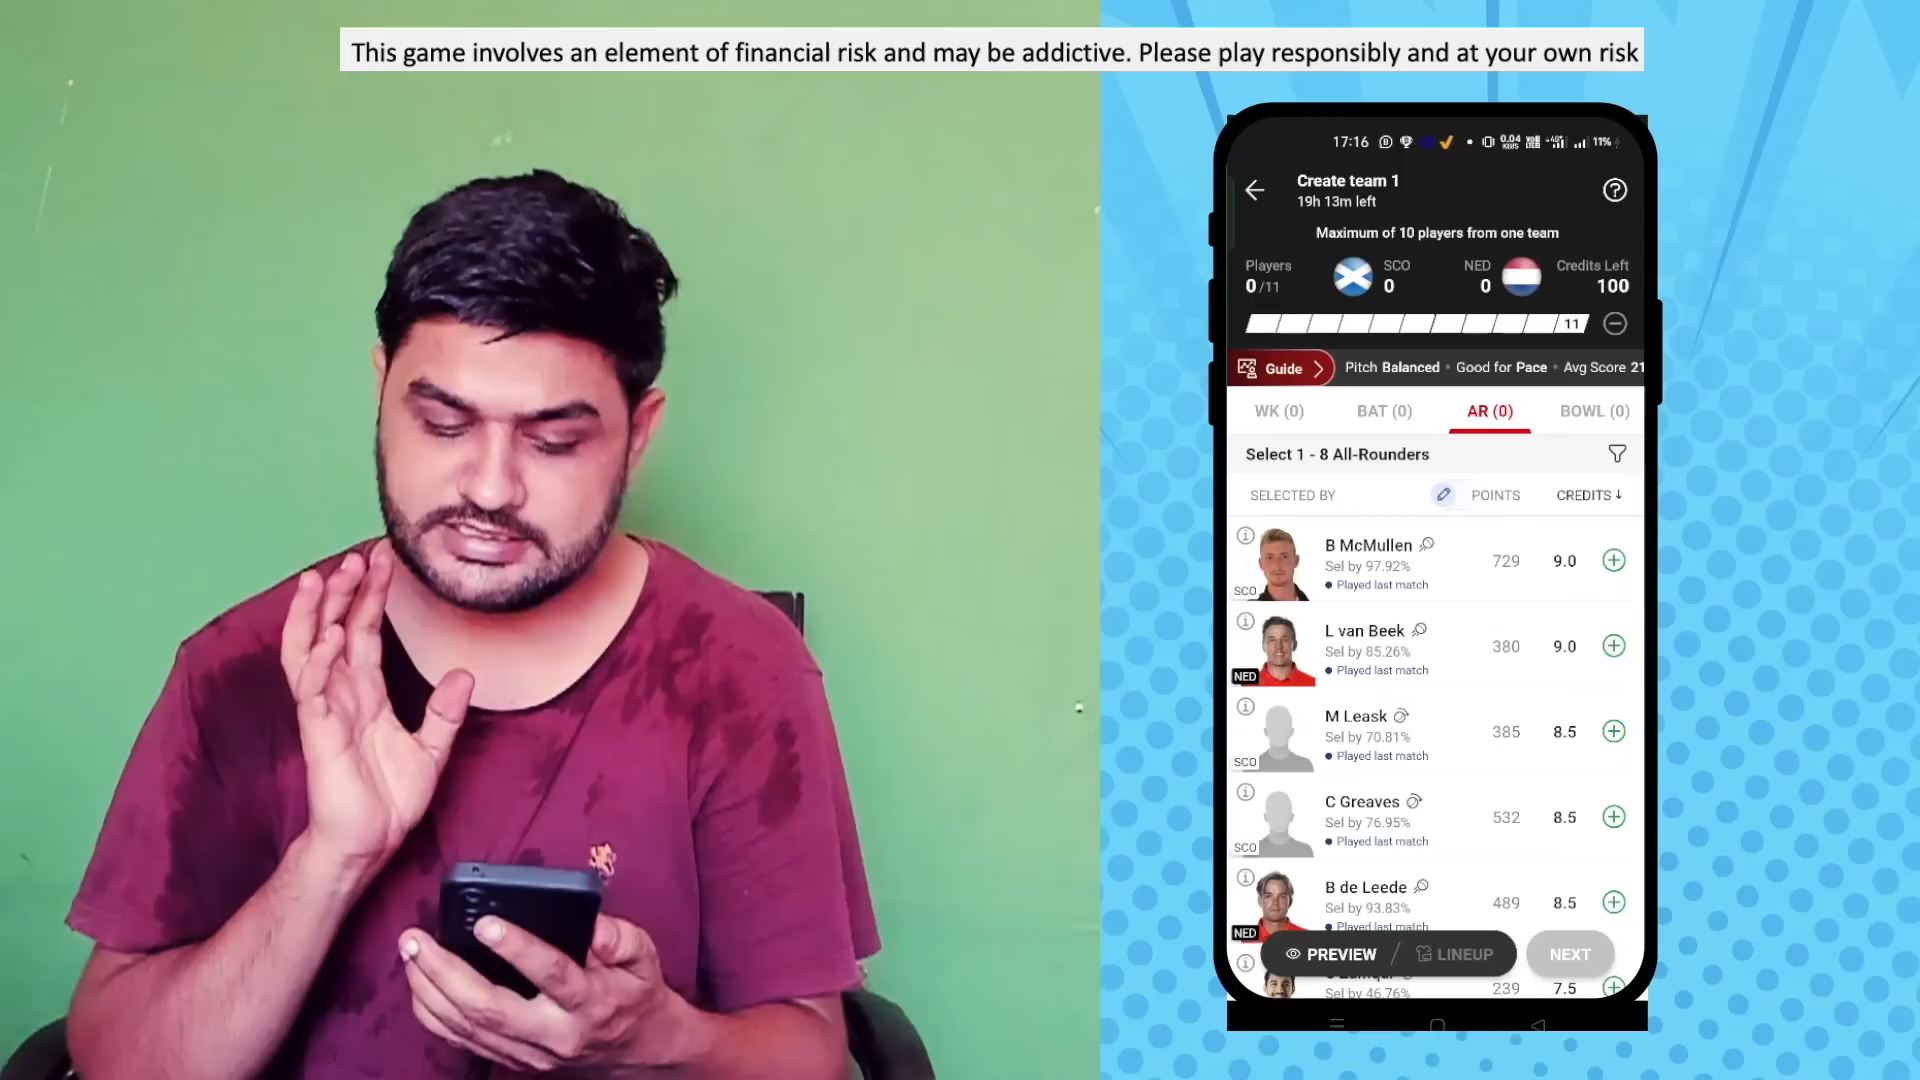 This game involves an element of financial risk and may be addictive. Please play responsibly and at your own risk
17:16
0.04 11%
Create team 1
19h 13m left
Maximum of 10 players from one team
Players SCO NED Credits Left
0/11 0 0 100
11
Guide Pitch Balanced • Good for Pace • Avg Score 21
WK (0) BAT (0) AR (0) BOWL (0)
Select 1 - 8 All-Rounders
SELECTED BY POINTS CREDITS↓
B McMullen
Sel by 97.92% 729 9.0
Played last match
SCO
L van Beek
Sel by 85.26% 380 9.0
Played last match
NED
M Leask
Sel by 70.81% 385 8.5
Played last match
SCO
C Greaves
Sel by 76.95% 532 8.5
Played last match
SCO
B de Leede
Sel by 93.83% 489 8.5
Played last match
NED
PREVIEW / LINEUP NEXT
Sel by 46.76% 239 7.5